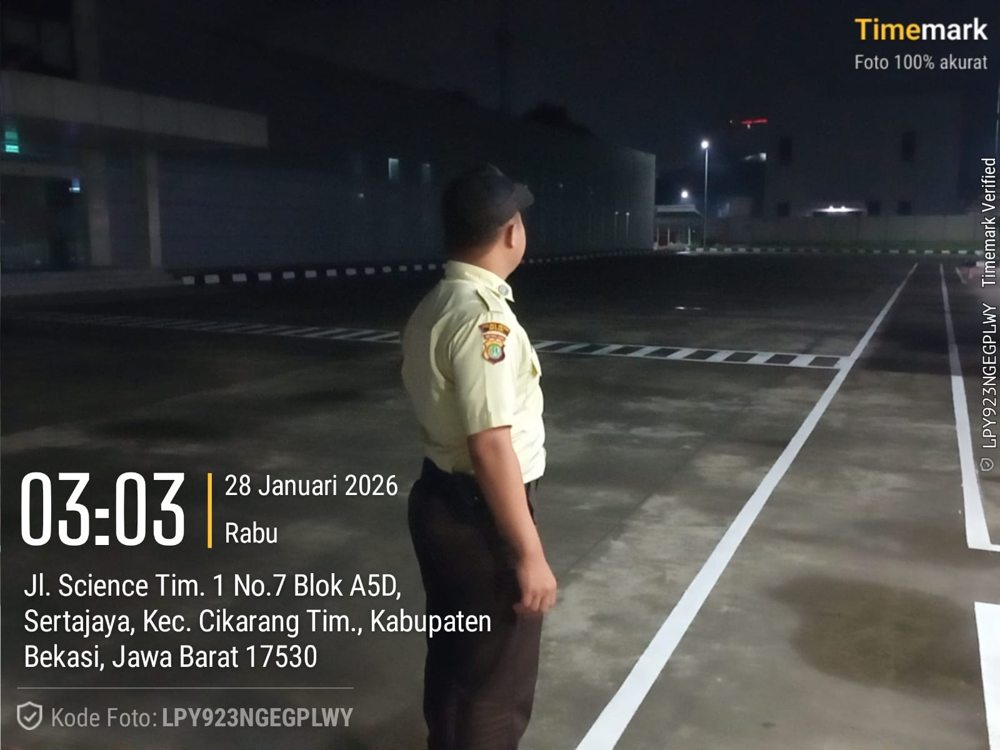 Timemark
Foto 100% akurat
LPY923NGEGPLWY Timemark Verified
03:03
28 Januari 2026
Rabu
Jl. Science Tim. 1 No.7 Blok A5D,
Sertajaya, Kec. Cikarang Tim., Kabupaten
Bekasi, Jawa Barat 17530
Kode Foto: LPY923NGEGPLWY